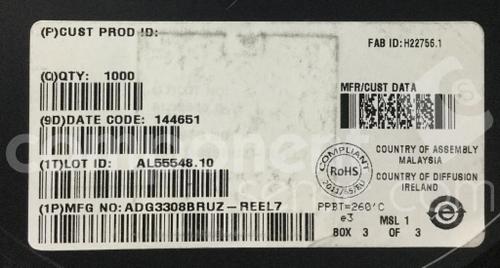 (P)CUST PROD ID:
FAB ID:H22756.1
(Q)QTY: 1000
MFR/CUST DATA
(9D)DATE CODE: 144651
COUNTRY OF ASSEMBLY
MALAYSIA
(1T)LOT ID: AL55548.10
COMPLIANT
RoHS
COUNTRY OF DIFFUSION
IRELAND
(1P)MFG NO:ADG3308BRUZ-REEL7
PPBT=260'C
e3
MSL 1
BOX 3 OF 3
e